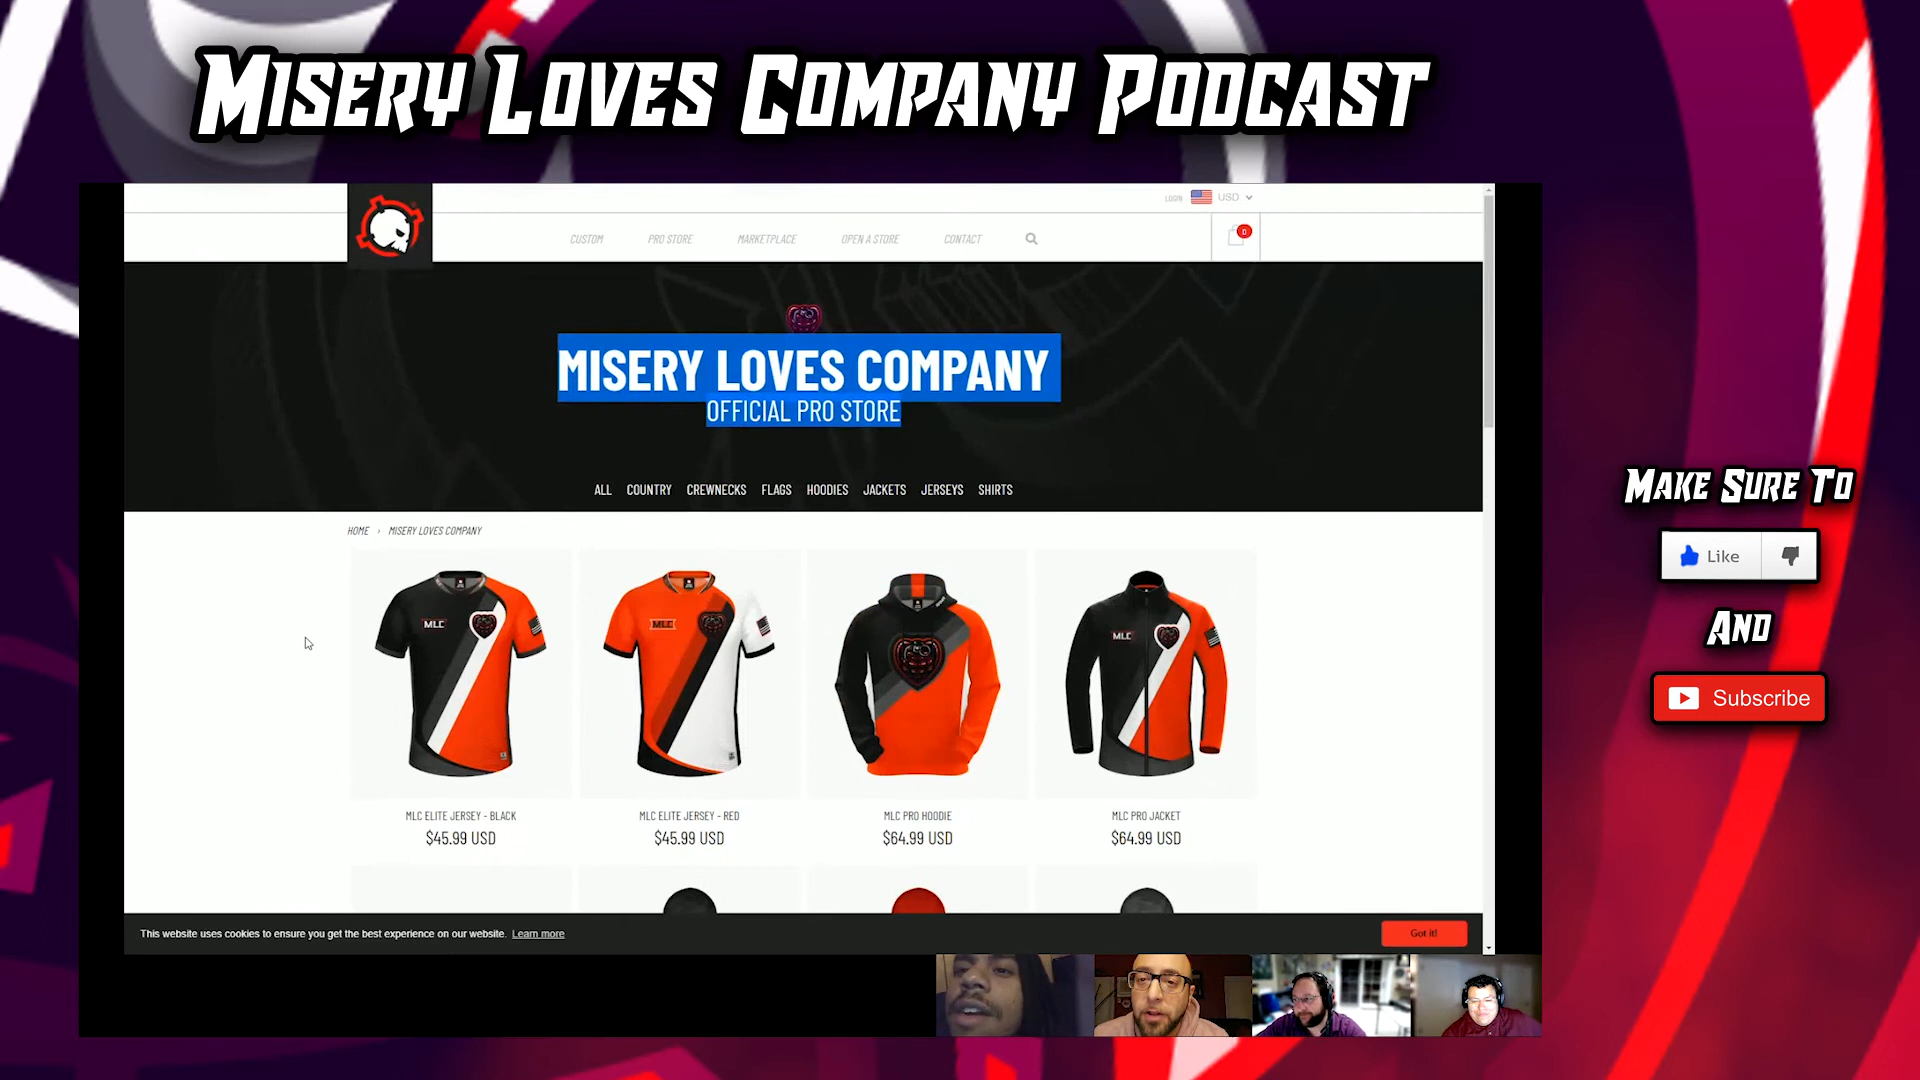 Misery Loves Company Podcast
LOGIN USD
CUSTOM PRO STORE MARKETPLACE OPEN A STORE CONTACT 0
MISERY LOVES COMPANY
OFFICIAL PRO STORE
ALL COUNTRY CREWNECKS FLAGS HOODIES JACKETS JERSEYS SHIRTS
HOME › MISERY LOVES COMPANY
MLC MLC MLC
MLC ELITE JERSEY - BLACK MLC ELITE JERSEY - RED MLC PRO HOODIE MLC PRO JACKET
$45.99 USD $45.99 USD $64.99 USD $64.99 USD
This website uses cookies to ensure you get the best experience on our website. Learn more Got it!
Make Sure To
Like
And
Subscribe